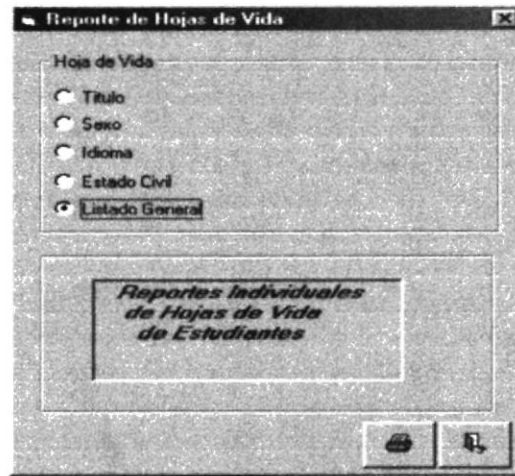 Reporte de Hojas de Vida
Hoja de Vida
Titulo
Sexo
Idioma
Estado Civil
Listado General
Reportes Individuales
de Hojas de Vida
de Estudiantes